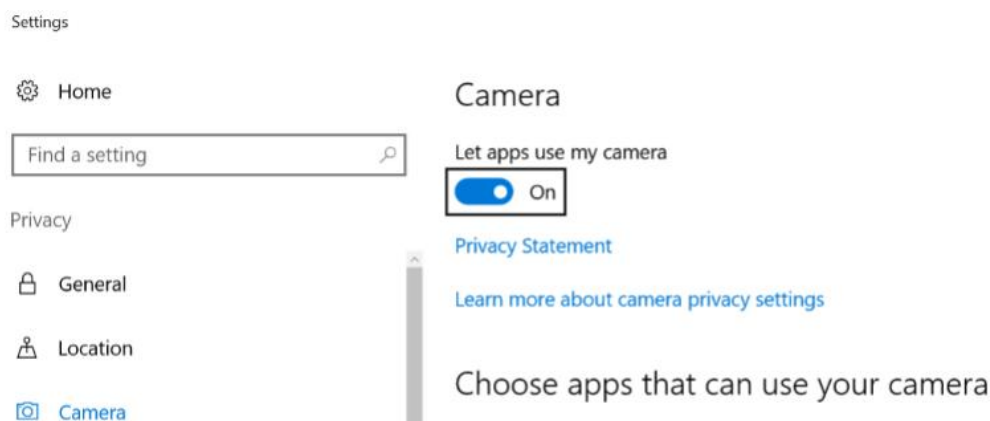 Settings
Home
Find a setting
Privacy
General
Location
Camera
Camera
Let apps use my camera
On
Privacy Statement
Learn more about camera privacy settings
Choose apps that can use your camera